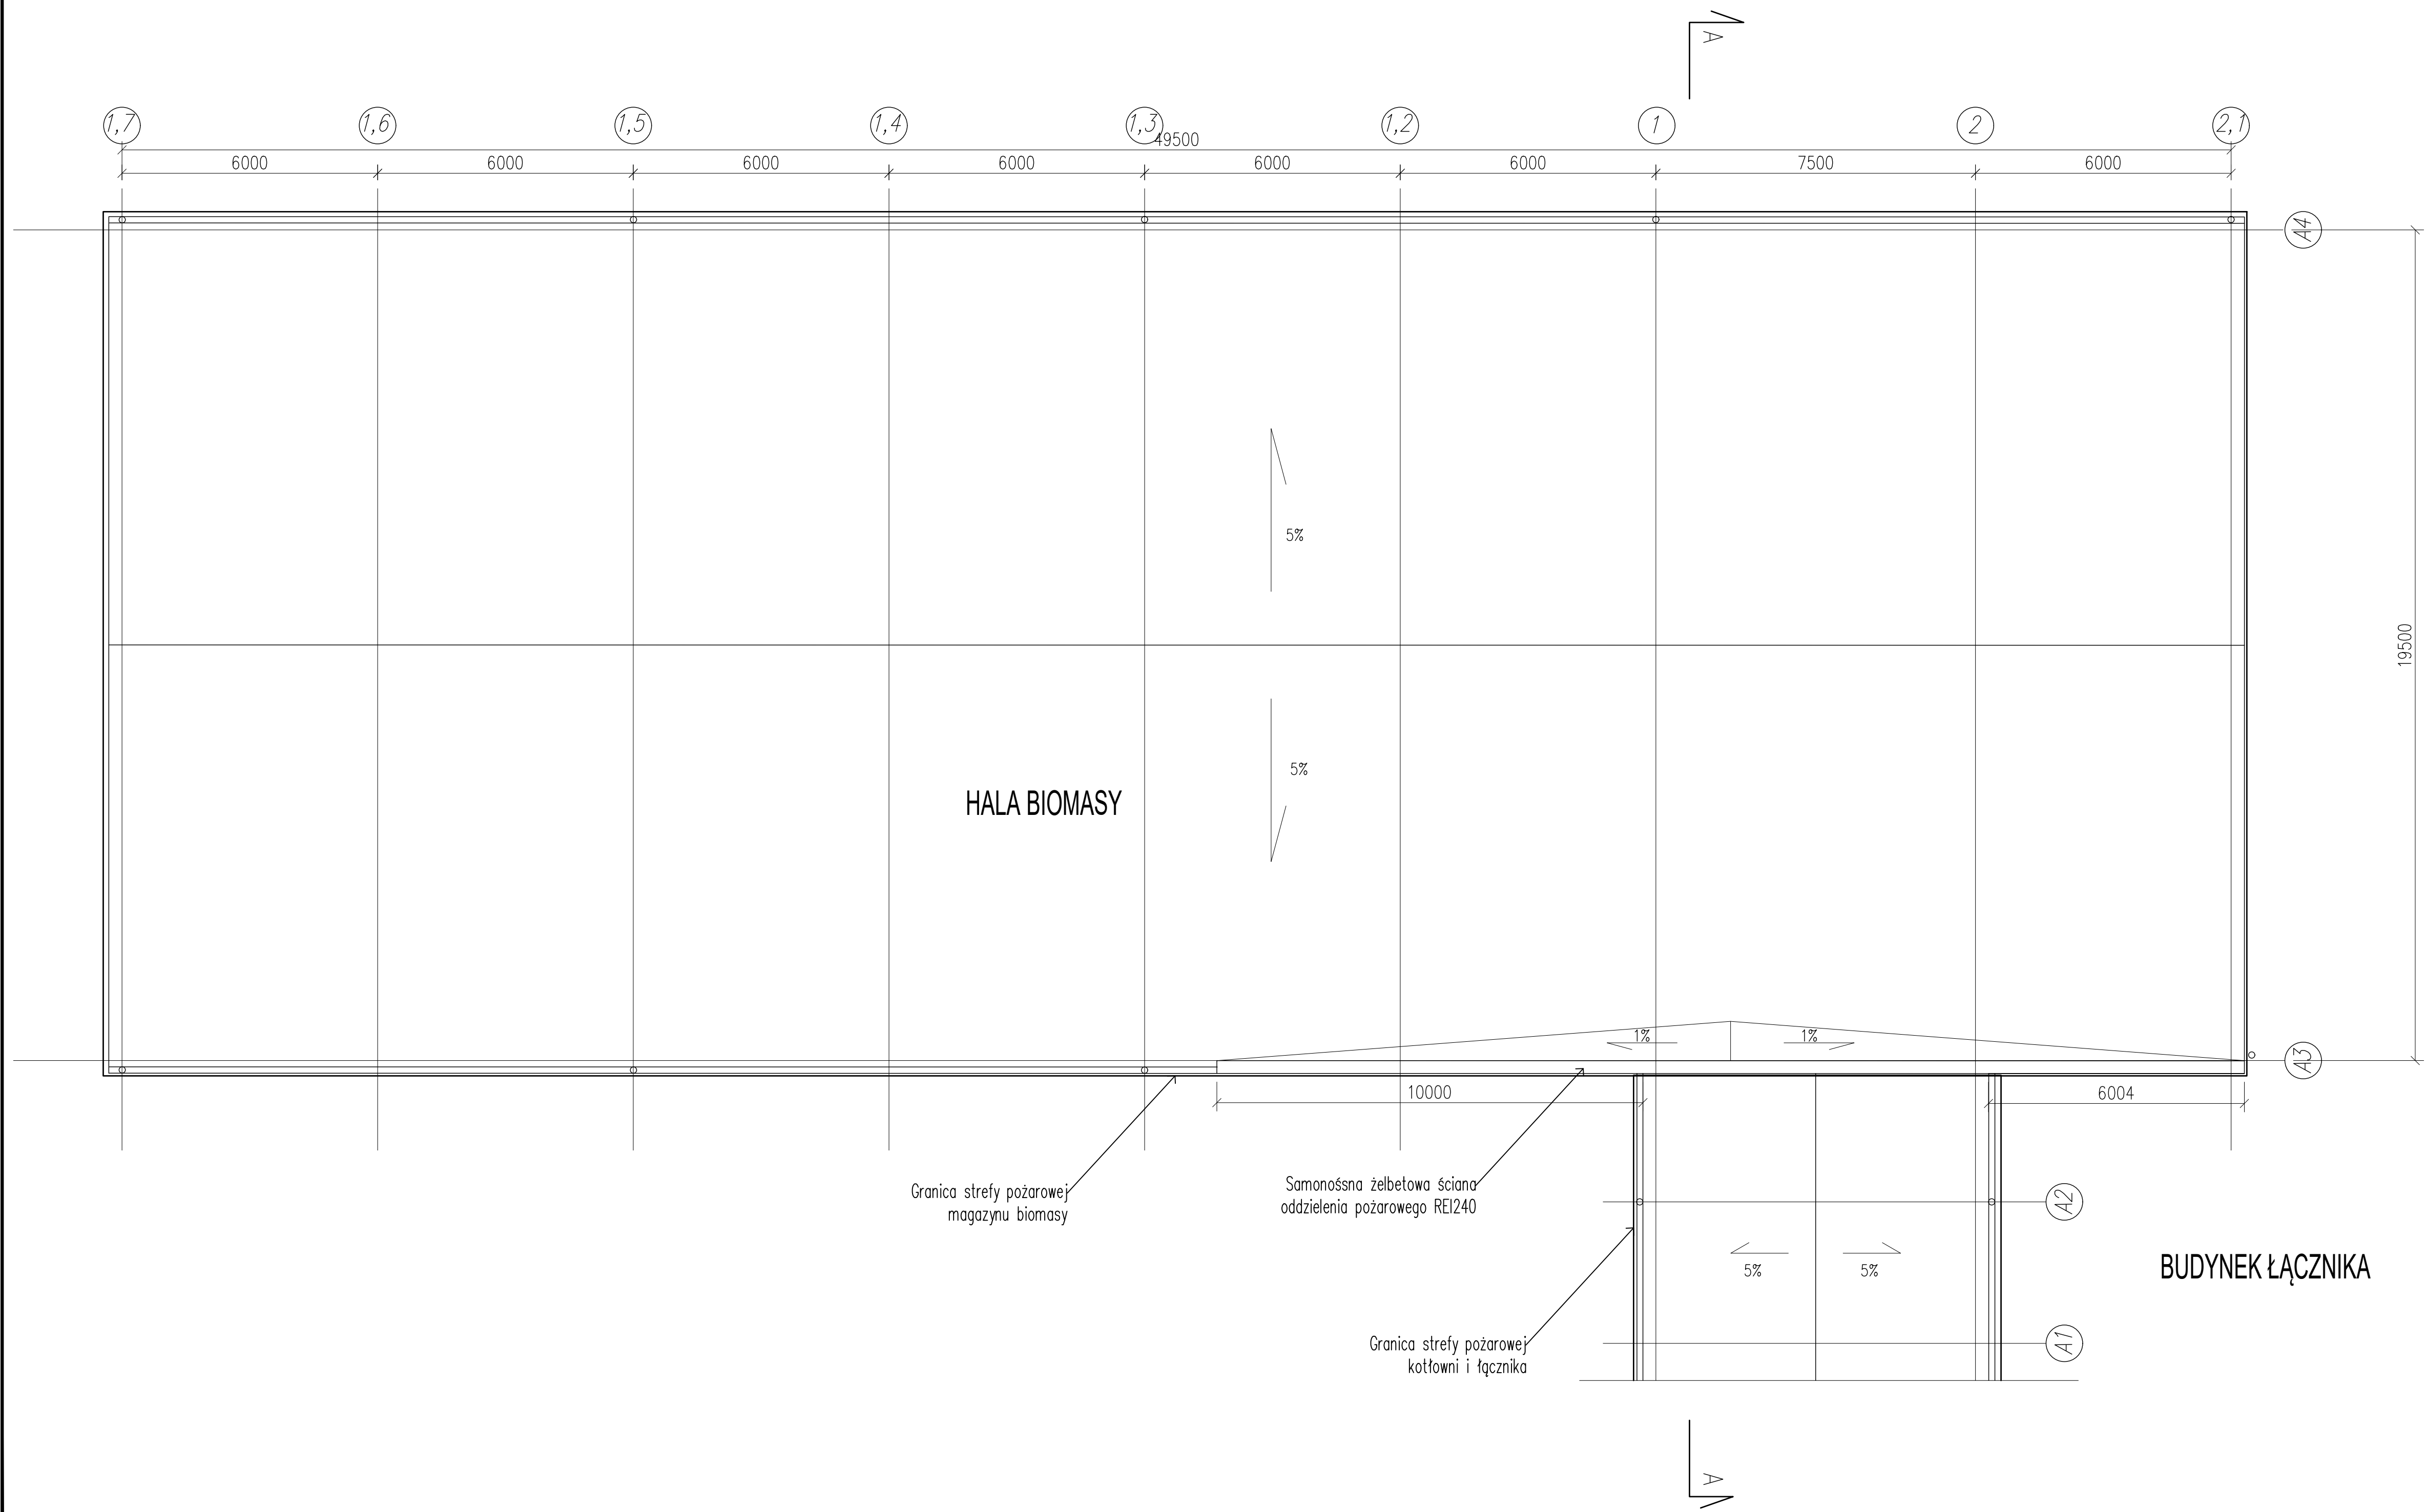 A
1,7
1,6
1,5
1,4
1,3
1,2
1
2
2,1
49500
6000
6000
6000
6000
6000
6000
7500
6000
A4
5%
19500
5%
HALA BIOMASY
1%
1%
A3
10000
6004
Granica strefy pożarowej
magazynu biomasy
Samonośsna żelbetowa ściana
oddzielenia pożarowego REI240
A2
BUDYNEK ŁĄCZNIKA
5%
5%
Granica strefy pożarowej
kotłowni i łącznika
A1
A